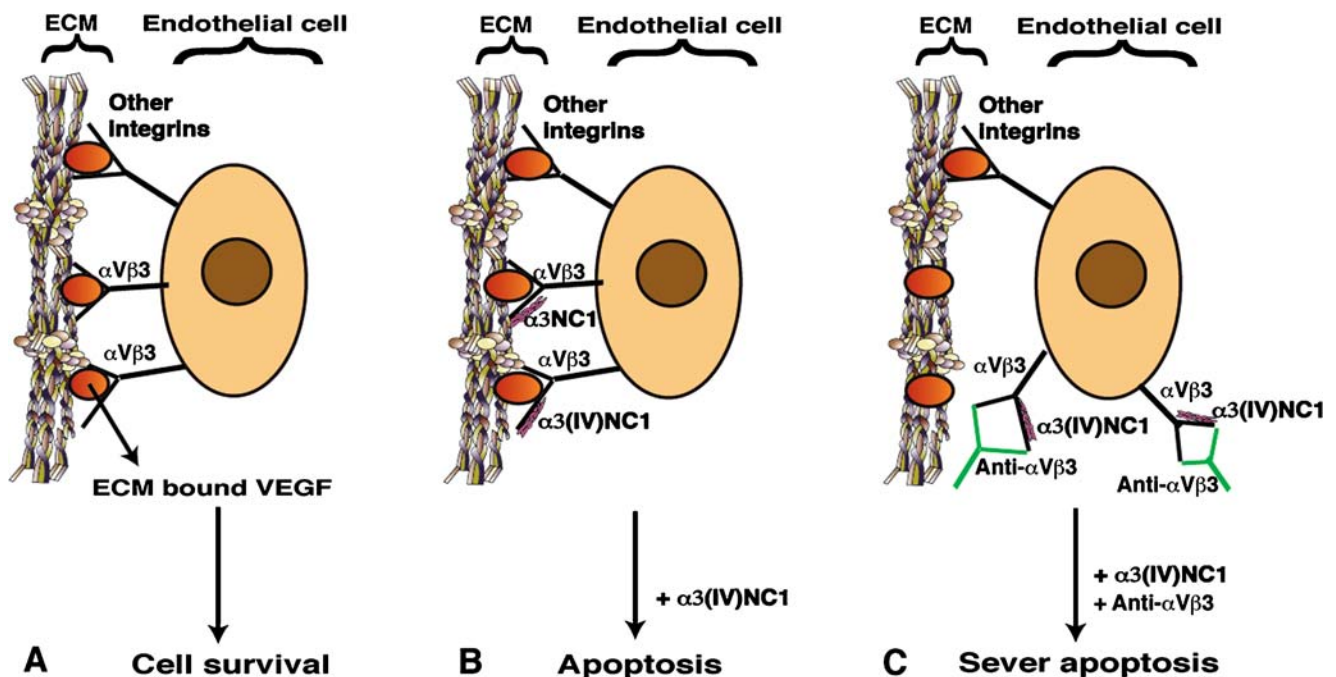 ECM
Endothelial cell
Other
integrins
αVβ3
αVβ3
ECM bound VEGF
A
Cell survival
ECM
Endothelial cell
Other
integrins
αVβ3
α3NC1
αVβ3
α3(IV)NC1
+ α3(IV)NC1
B
Apoptosis
ECM
Endothelial cell
Other
integrins
αVβ3
α3(IV)NC1
Anti-αVβ3
αVβ3
α3(IV)NC1
Anti-αVβ3
+ α3(IV)NC1
+ Anti-αVβ3
C
Sever apoptosis